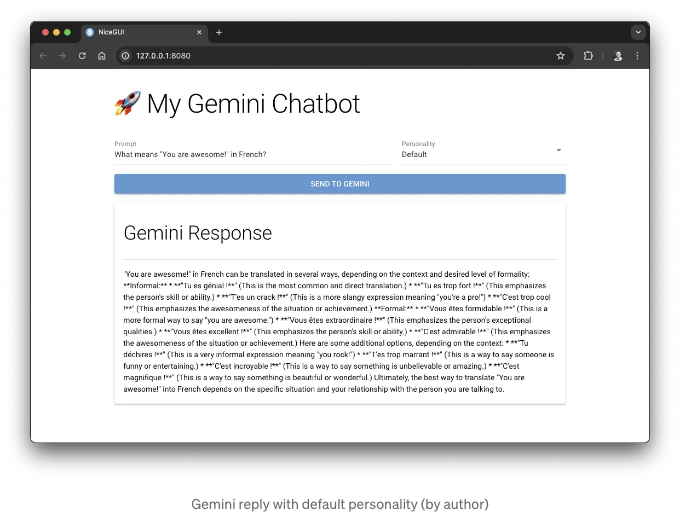 NiceGUI
127.0.0.1:8080
🚀 My Gemini Chatbot
Prompt
Personality
What means "You are awesome!" in French?
Default
SEND TO GEMINI
Gemini Response
"You are awesome!" in French can be translated in several ways, depending on the context and desired level of formality:
**Informal:** * **"Tu es génial !**" (This is the most common and direct translation.) * **"Tu es trop fort !**" (This emphasizes
the person's skill or ability.) * **"T'es un crack !**" (This is a more slangy expression meaning "you're a pro!") * **"C'est trop cool
!**" (This emphasizes the awesomeness of the situation or achievement.) **Formal:** * **"Vous êtes formidable !**" (This is a
more formal way to say "you are awesome.") * **"Vous êtes extraordinaire !**" (This emphasizes the person's exceptional
qualities.) * **"Vous êtes excellent !**" (This emphasizes the person's skill or ability.) * **"C'est admirable !**" (This emphasizes
the awesomeness of the situation or achievement.) Here are some additional options, depending on the context: * **"Tu
déchires !**" (This is a very informal expression meaning "you rock!") * **"T'es trop marrant !**" (This is a way to say someone is
funny or entertaining.) * **"C'est incroyable !**" (This is a way to say something is unbelievable or amazing.) * **"C'est
magnifique !**" (This is a way to say something is beautiful or wonderful.) Ultimately, the best way to translate "You are
awesome!" into French depends on the specific situation and your relationship with the person you are talking to.
Gemini reply with default personality (by author)